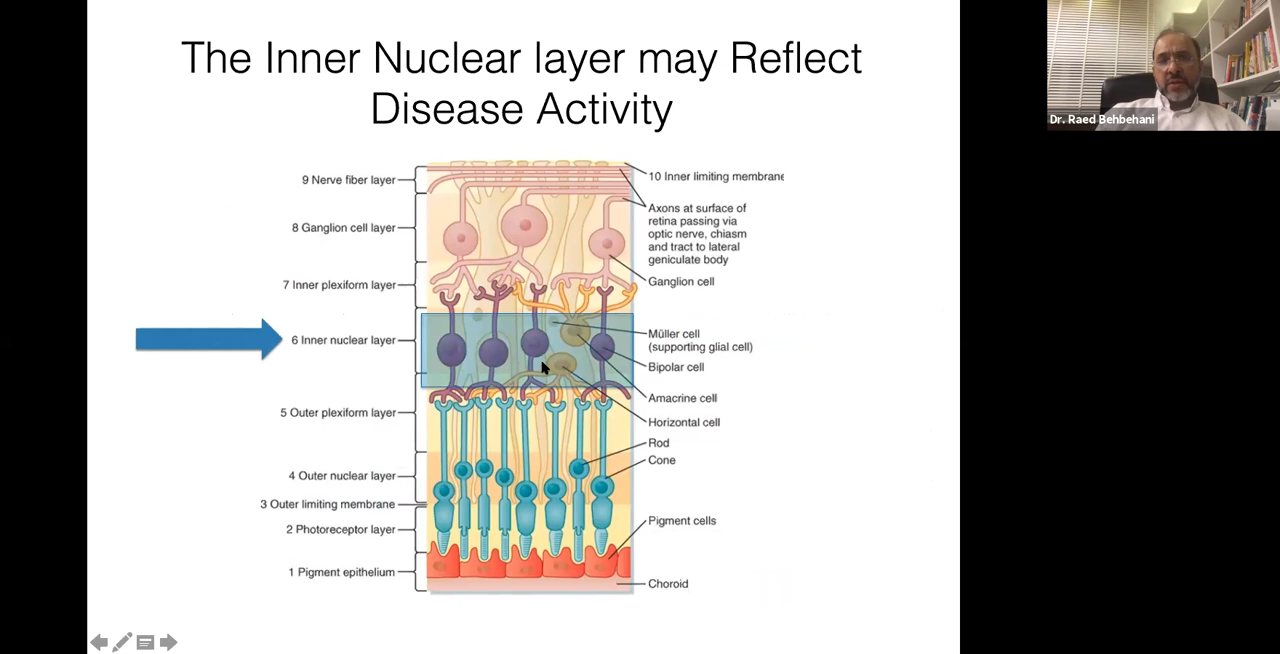 The Inner Nuclear layer may Reflect
Disease Activity
9 Nerve fiber layer
8 Ganglion cell layer
7 Inner plexiform layer
6 Inner nuclear layer
5 Outer plexiform layer
4 Outer nuclear layer
3 Outer limiting membrane
2 Photoreceptor layer
1 Pigment epithelium
10 Inner limiting membrane
Axons at surface of
retina passing via
optic nerve, chiasm
and tract to lateral
geniculate body
Ganglion cell
Müller cell
(supporting glial cell)
Bipolar cell
Amacrine cell
Horizontal cell
Rod
Cone
Pigment cells
Choroid
Dr. Raed Behbehani